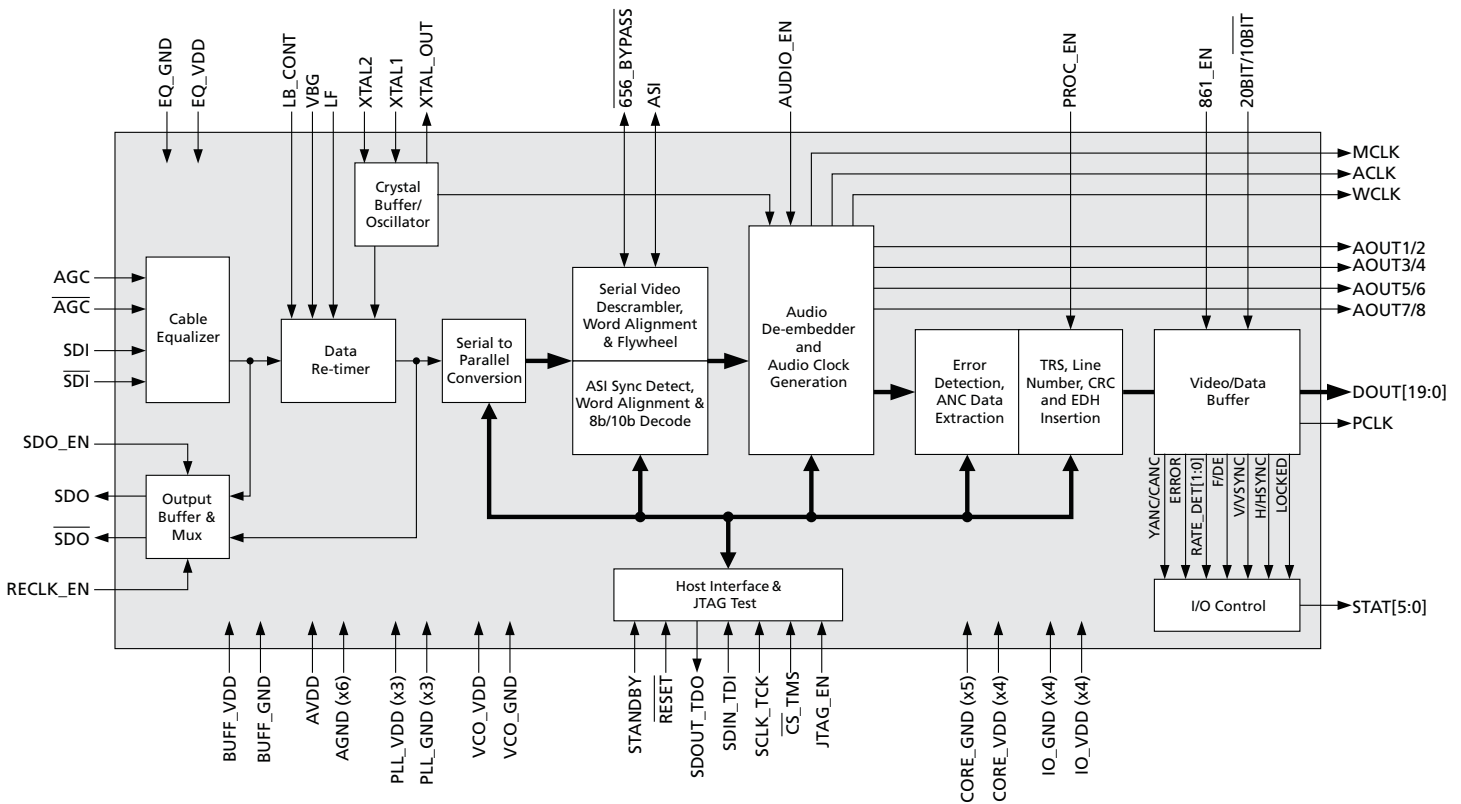 EQ_GND
EQ_VDD
LB_CONT
VBG
LF
XTAL2
XTAL1
XTAL_OUT
656_BYPASS
ASI
AUDIO_EN
PROC_EN
861_EN
20BIT/10BIT
MCLK
ACLK
WCLK
AOUT1/2
AOUT3/4
AOUT5/6
AOUT7/8
Crystal
Buffer/
Oscillator
AGC
AGC
SDI
SDI
Cable
Equalizer
Data
Re-timer
Serial to
Parallel
Conversion
Serial Video
Descrambler,
Word Alignment
& Flywheel
ASI Sync Detect,
Word Alignment &
8b/10b Decode
Audio
De-embedder
and
Audio Clock
Generation
Error
Detection,
ANC Data
Extraction
TRS, Line
Number, CRC
and EDH
Insertion
Video/Data
Buffer
DOUT[19:0]
PCLK
SDO_EN
SDO
SDO
RECLK_EN
Output
Buffer &
Mux
YANC/CANC
ERROR
RATE_DET[1:0]
F/DE
V/VSYNC
H/HSYNC
LOCKED
Host Interface &
JTAG Test
I/O Control
STAT[5:0]
BUFF_VDD
BUFF_GND
AVDD
AGND (x6)
PLL_VDD (x3)
PLL_GND (x3)
VCO_VDD
VCO_GND
STANDBY
RESET
SDOUT_TDO
SDIN_TDI
SCLK_TCK
CS_TMS
JTAG_EN
CORE_GND (x5)
CORE_VDD (x4)
IO_GND (x4)
IO_VDD (x4)